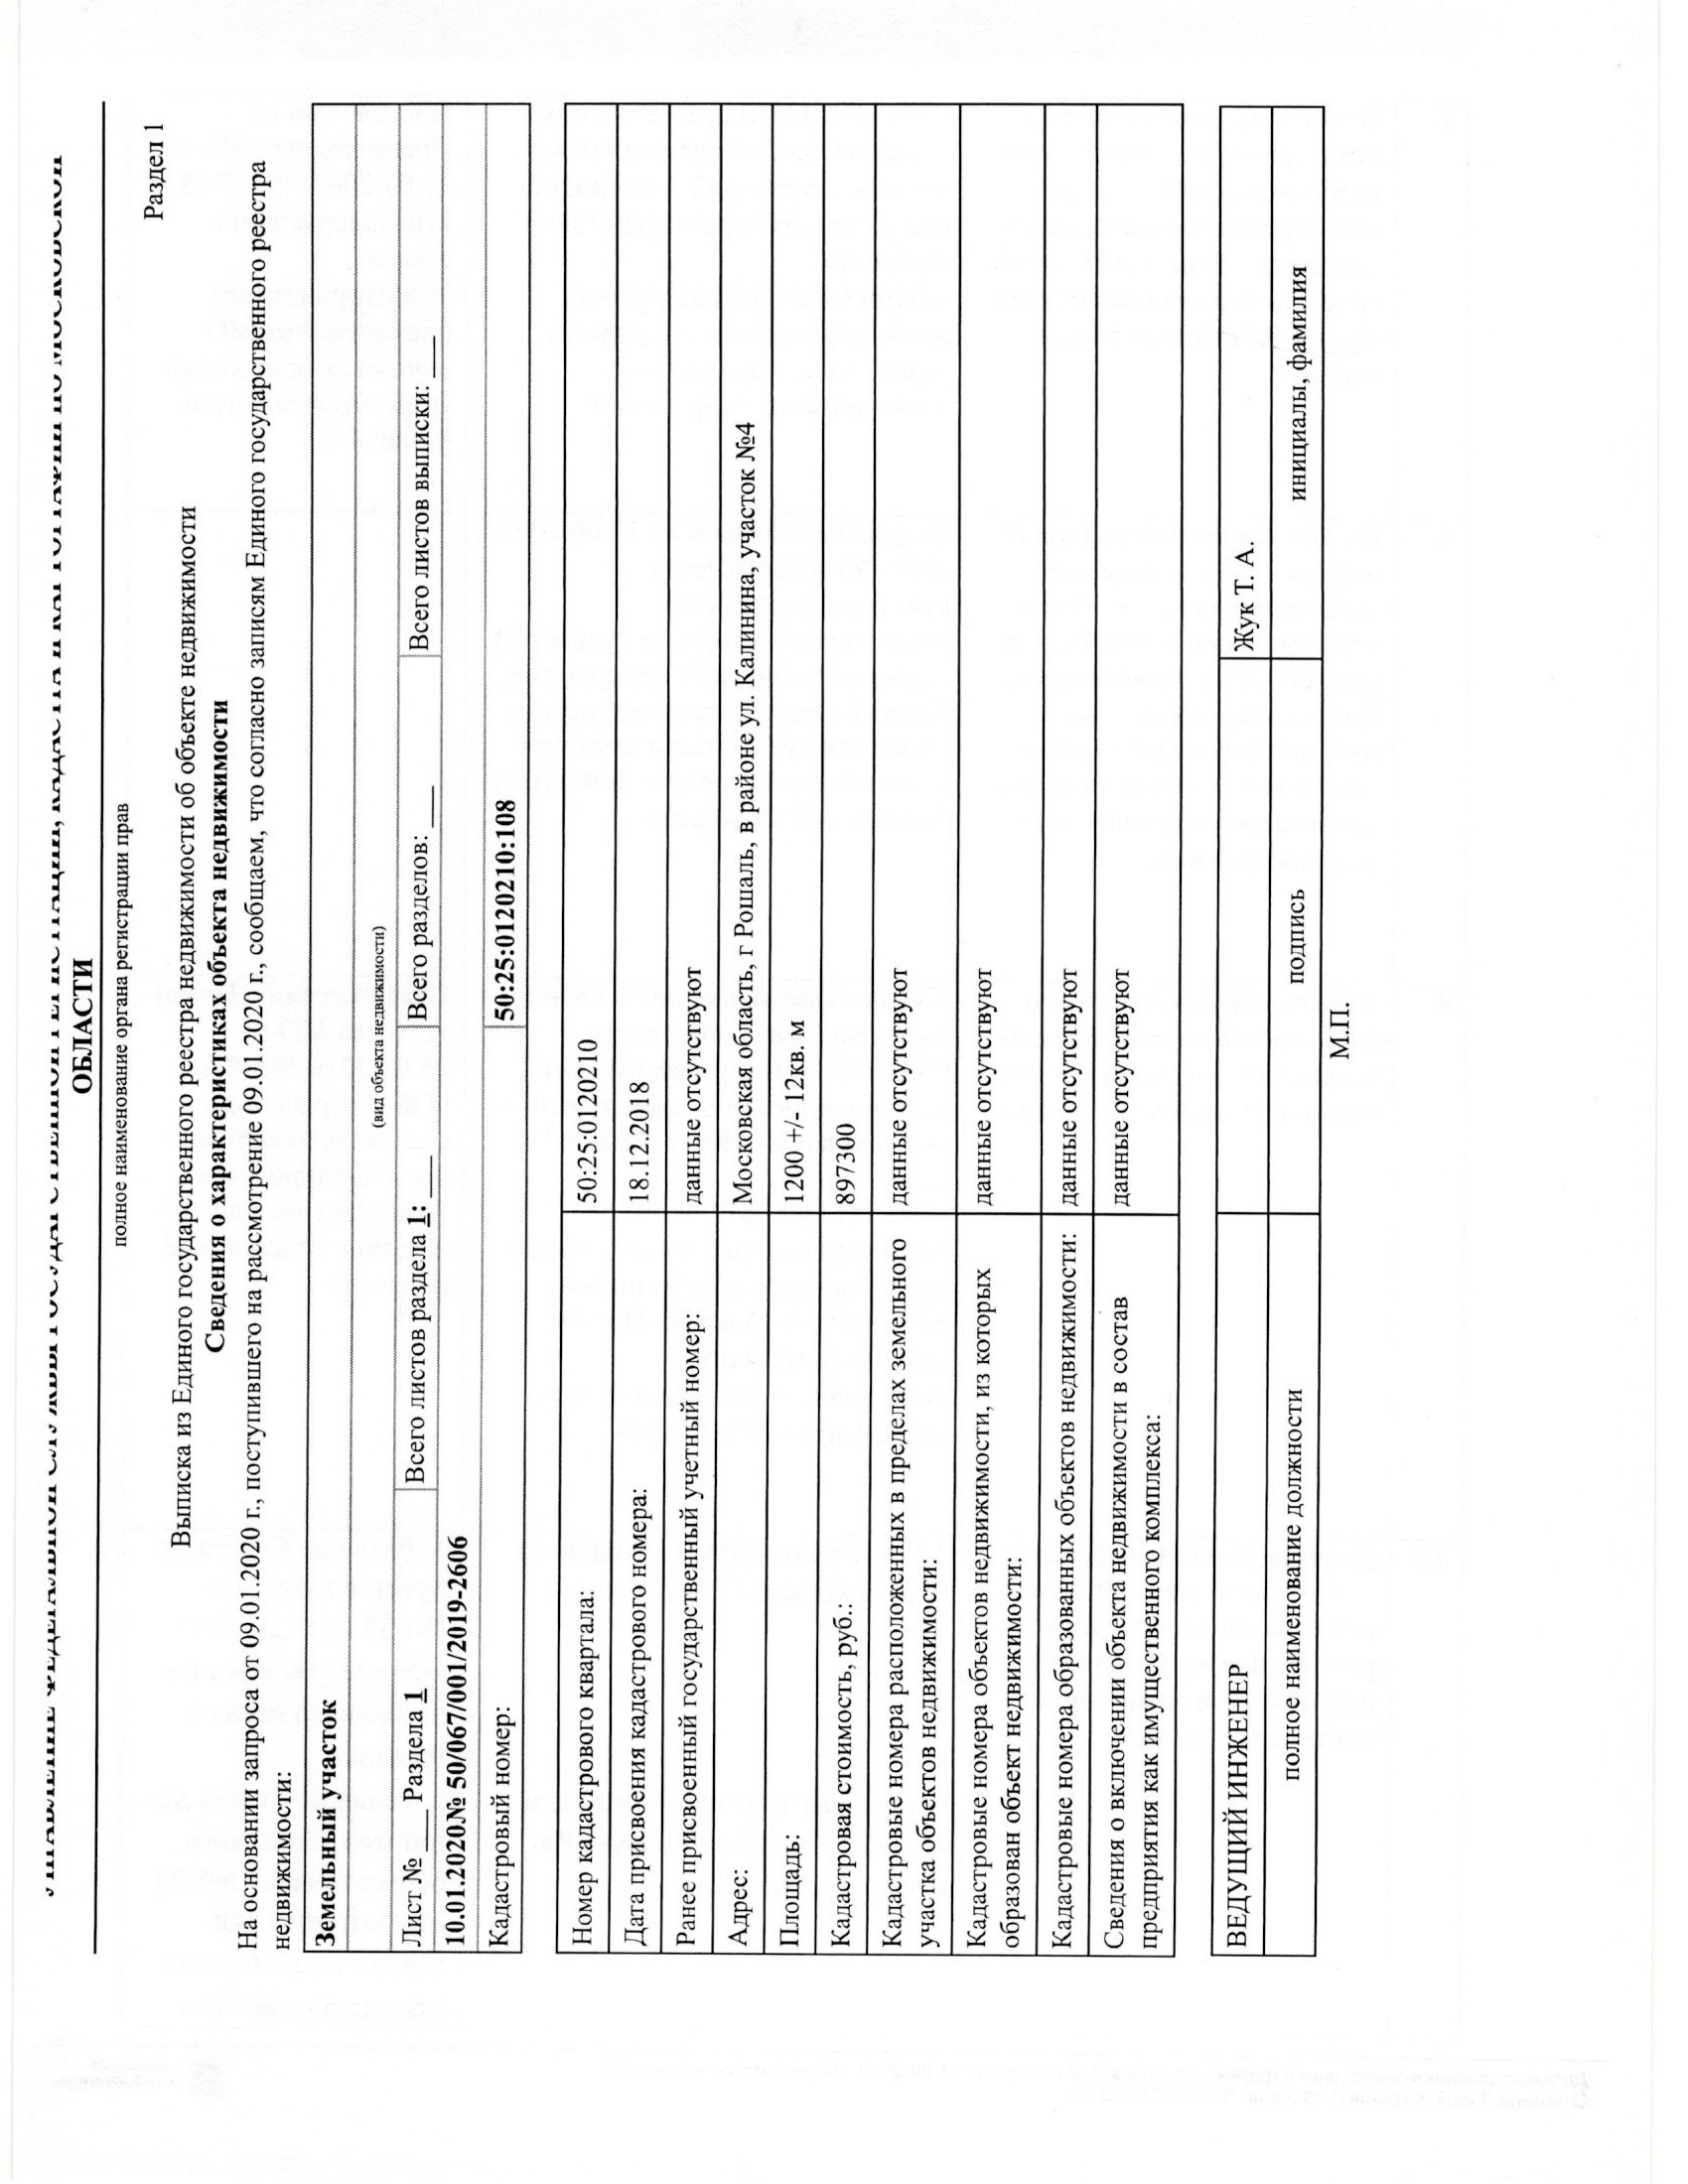 ОБЛАСТИ
полное наименование органа регистрации прав
Раздел 1
Выписка из Единого государственного реестра недвижимости об объекте недвижимости
Сведения о характеристиках объекта недвижимости
На основании запроса от 09.01.2020 г., поступившего на рассмотрение 09.01.2020 г., сообщаем, что согласно записям Единого государственного реестра
недвижимости:
Земельный участок
(вид объекта недвижимости)
Лист № ___ Раздела 1 Всего листов раздела 1: ___ Всего разделов: ___ Всего листов выписки: ___
10.01.2020№ 50/067/001/2019-2606
Кадастровый номер: 50:25:0120210:108
Номер кадастрового квартала: 50:25:0120210
Дата присвоения кадастрового номера: 18.12.2018
Ранее присвоенный государственный учетный номер: данные отсутствуют
Адрес: Московская область, г Рошаль, в районе ул. Калинина, участок №4
Площадь: 1200 +/- 12кв. м
Кадастровая стоимость, руб.: 897300
Кадастровые номера расположенных в пределах земельного данные отсутствуют
участка объектов недвижимости:
Кадастровые номера объектов недвижимости, из которых данные отсутствуют
образован объект недвижимости:
Кадастровые номера образованных объектов недвижимости: данные отсутствуют
Сведения о включении объекта недвижимости в состав данные отсутствуют
предприятия как имущественного комплекса:
ВЕДУЩИЙ ИНЖЕНЕР Жук Т. А.
полное наименование должности подпись инициалы, фамилия
М.П.